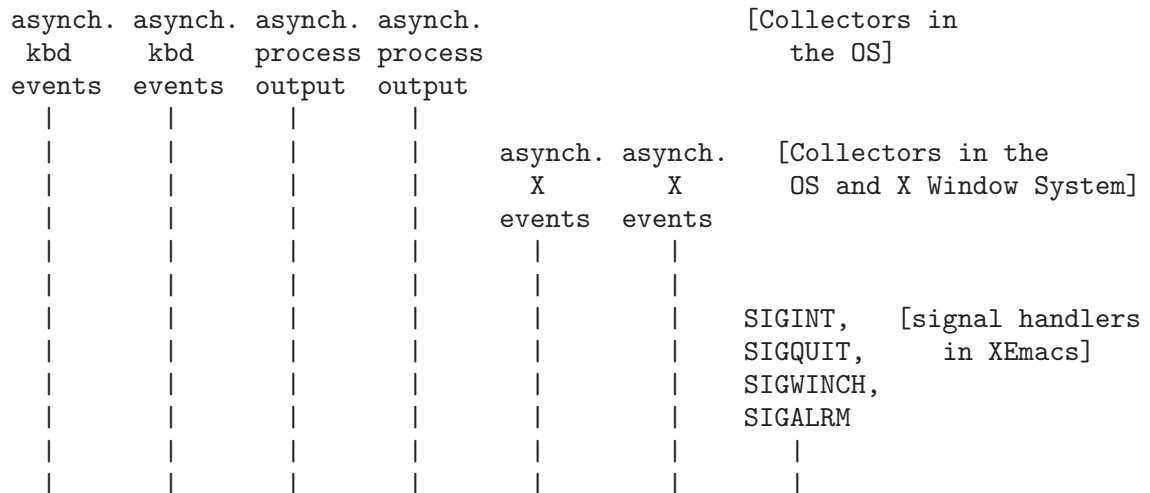 asynch. asynch. asynch. asynch. [Collectors in
kbd kbd process process the OS]
events events output output
| | | |
| | | | asynch. asynch. [Collectors in the
| | | | X X OS and X Window System]
| | | | events events
| | | | | |
| | | | | |
| | | | | | SIGINT, [signal handlers
| | | | | | SIGQUIT, in XEmacs]
| | | | | | SIGWINCH,
| | | | | | SIGALRM
| | | | | | |
| | | | | | |